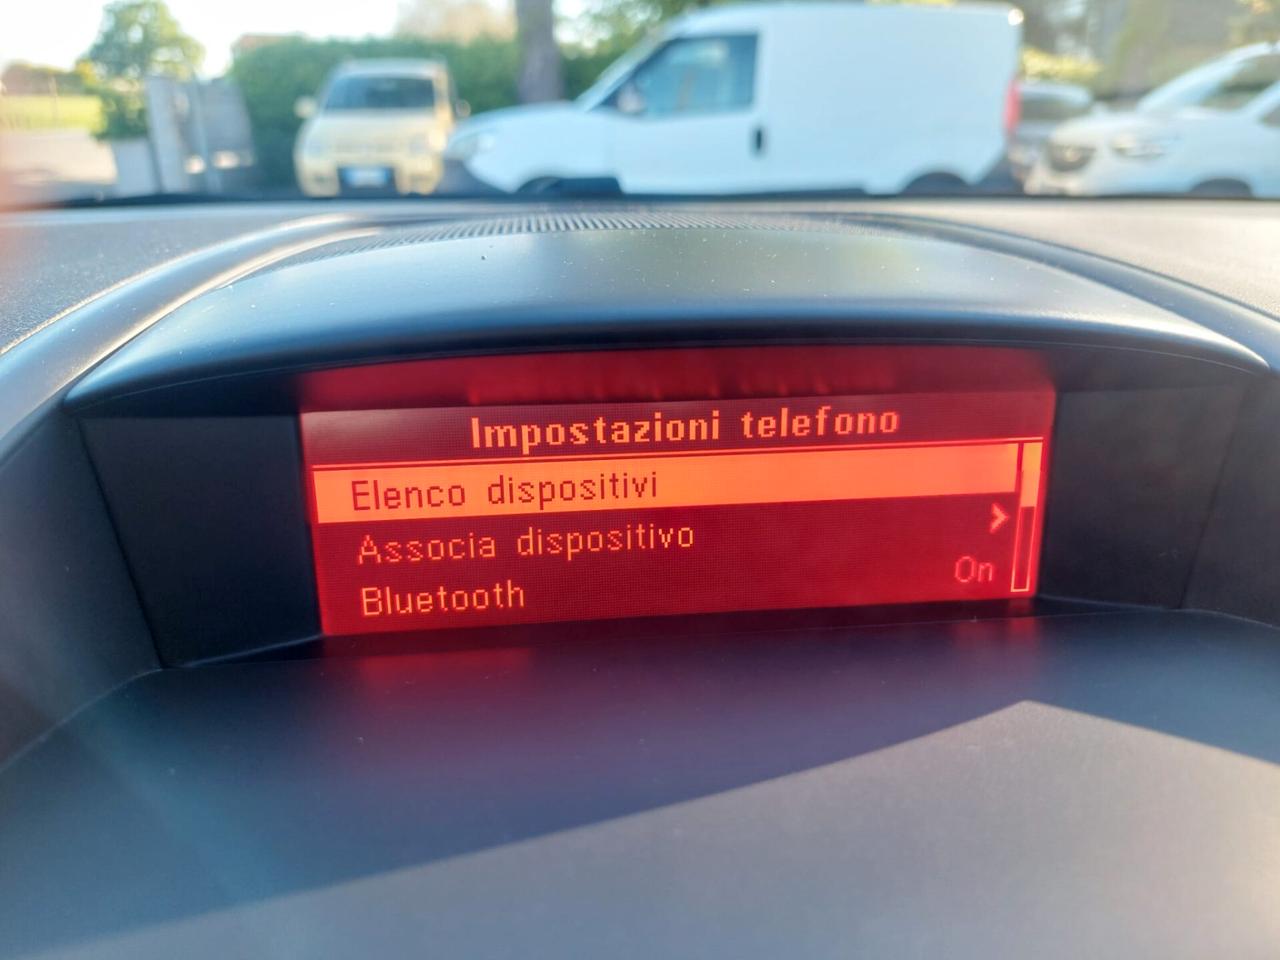 Impostazioni telefono
Elenco dispositivi
Associa dispositivo >
Bluetooth On